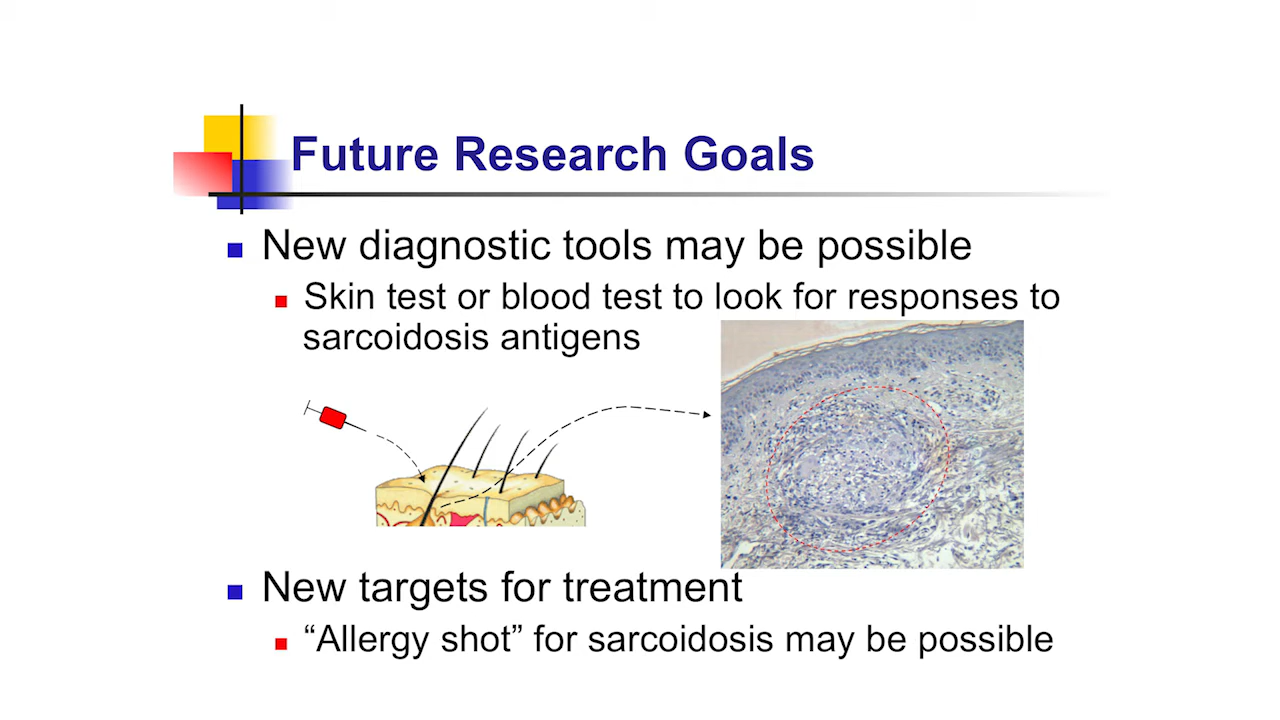 Future Research Goals
New diagnostic tools may be possible
Skin test or blood test to look for responses to
sarcoidosis antigens
New targets for treatment
“Allergy shot” for sarcoidosis may be possible